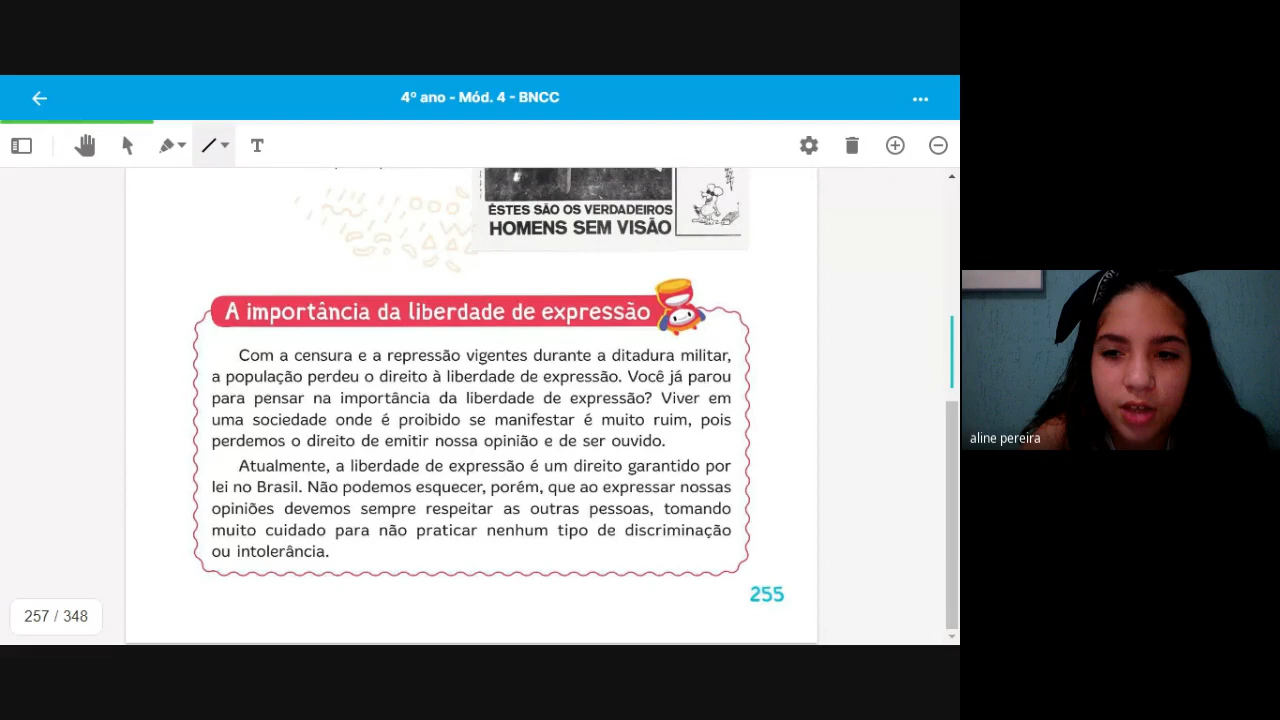 4º ano - Mód. 4 - BNCC
T
ÊSTES SÃO OS VERDADEIROS
HOMENS SEM VISÃO
A importância da liberdade de expressão
Com a censura e a repressão vigentes durante a ditadura militar,
a população perdeu o direito à liberdade de expressão. Você já parou
para pensar na importância da liberdade de expressão? Viver em
uma sociedade onde é proibido se manifestar é muito ruim, pois
perdemos o direito de emitir nossa opinião e de ser ouvido.
Atualmente, a liberdade de expressão é um direito garantido por
lei no Brasil. Não podemos esquecer, porém, que ao expressar nossas
opiniões devemos sempre respeitar as outras pessoas, tomando
muito cuidado para não praticar nenhum tipo de discriminação
ou intolerância.
255
257 / 348
aline pereira